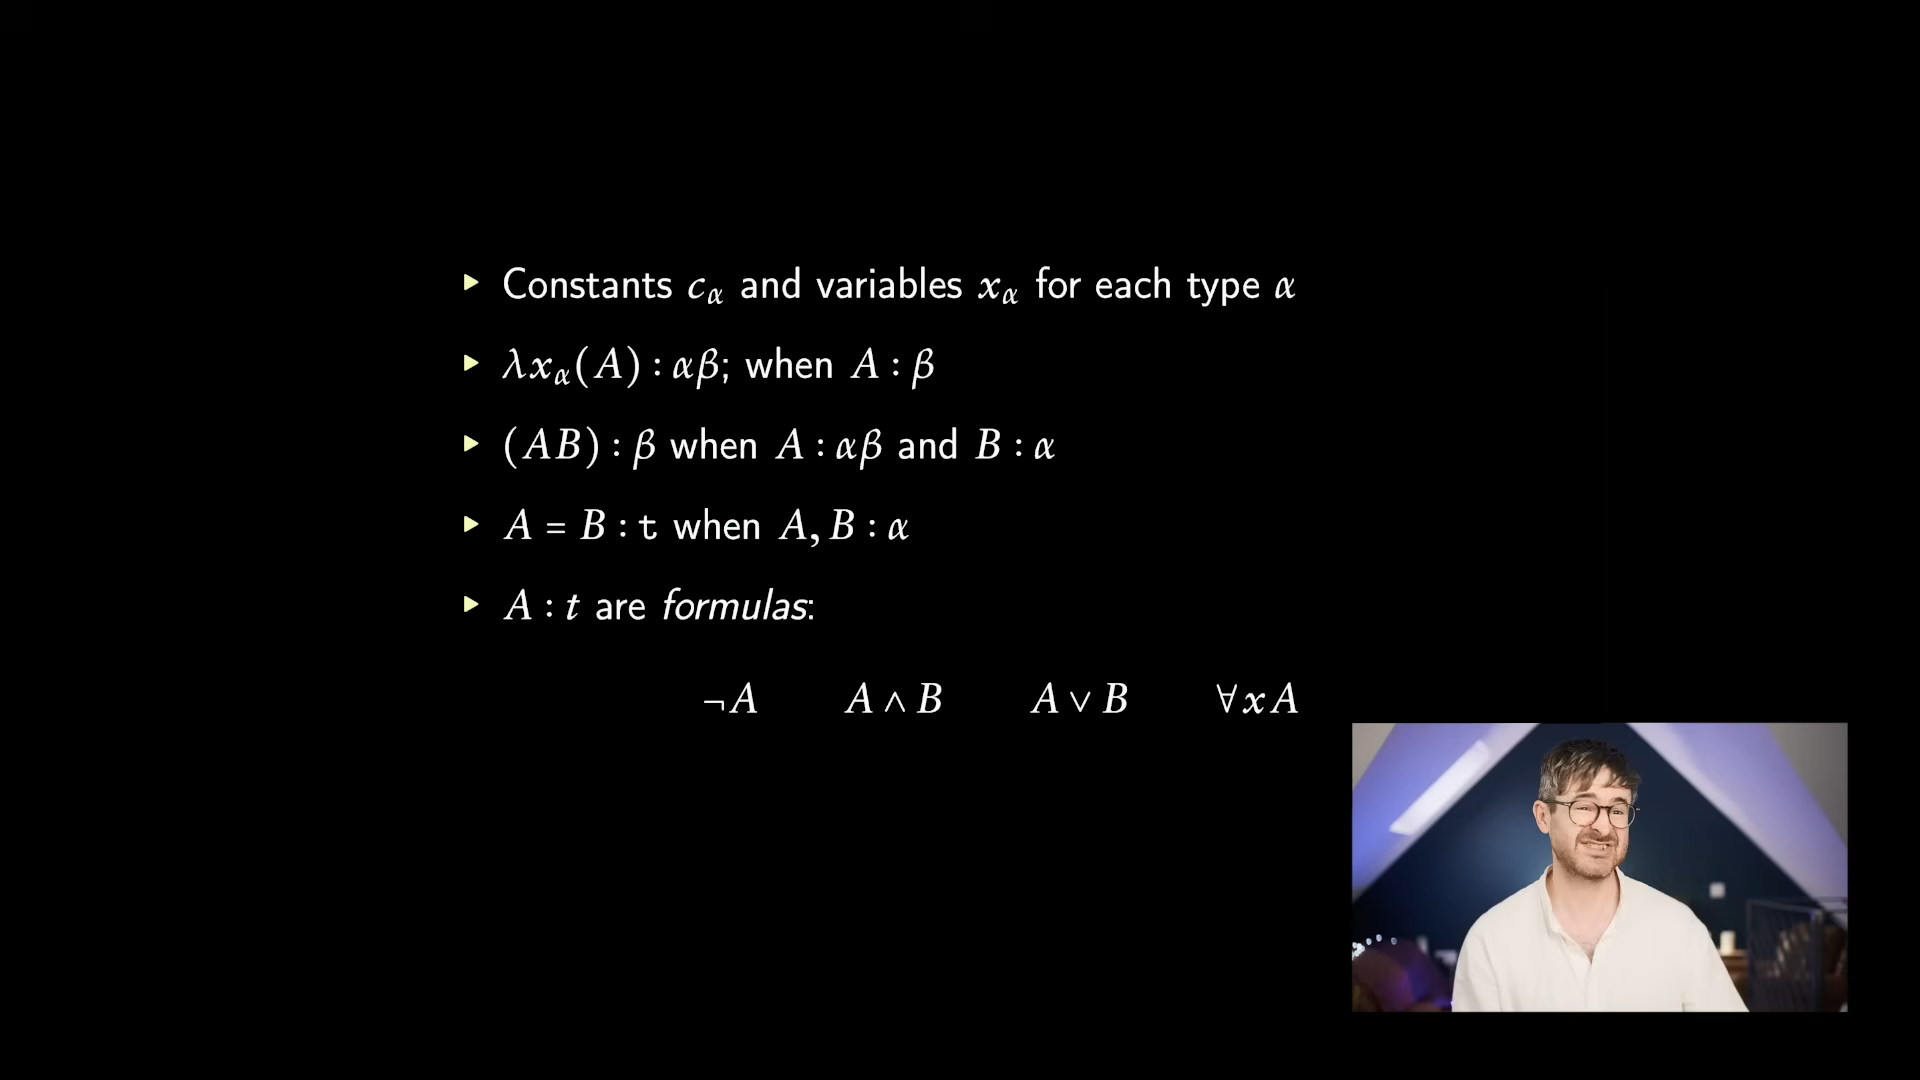 Constants cα and variables xα for each type α
λxα(A) : αβ; when A : β
(AB) : β when A : αβ and B : α
A = B : t when A, B : α
A : t are formulas:
¬A A ∧ B A ∨ B ∀xA